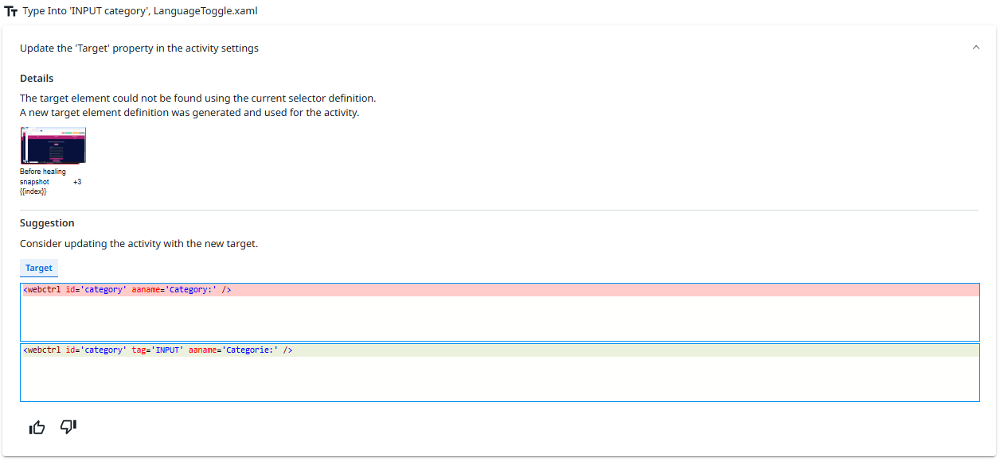 Type Into 'INPUT category', LanguageToggle.xaml
Update the 'Target' property in the activity settings
Details
The target element could not be found using the current selector definition.
A new target element definition was generated and used for the activity.
Before healing
snapshot +3
{{index}}
Suggestion
Consider updating the activity with the new target.
Target
<webctrl id='category' aaname='Category:' />
<webctrl id='category' tag='INPUT' aaname='Categorie:' />